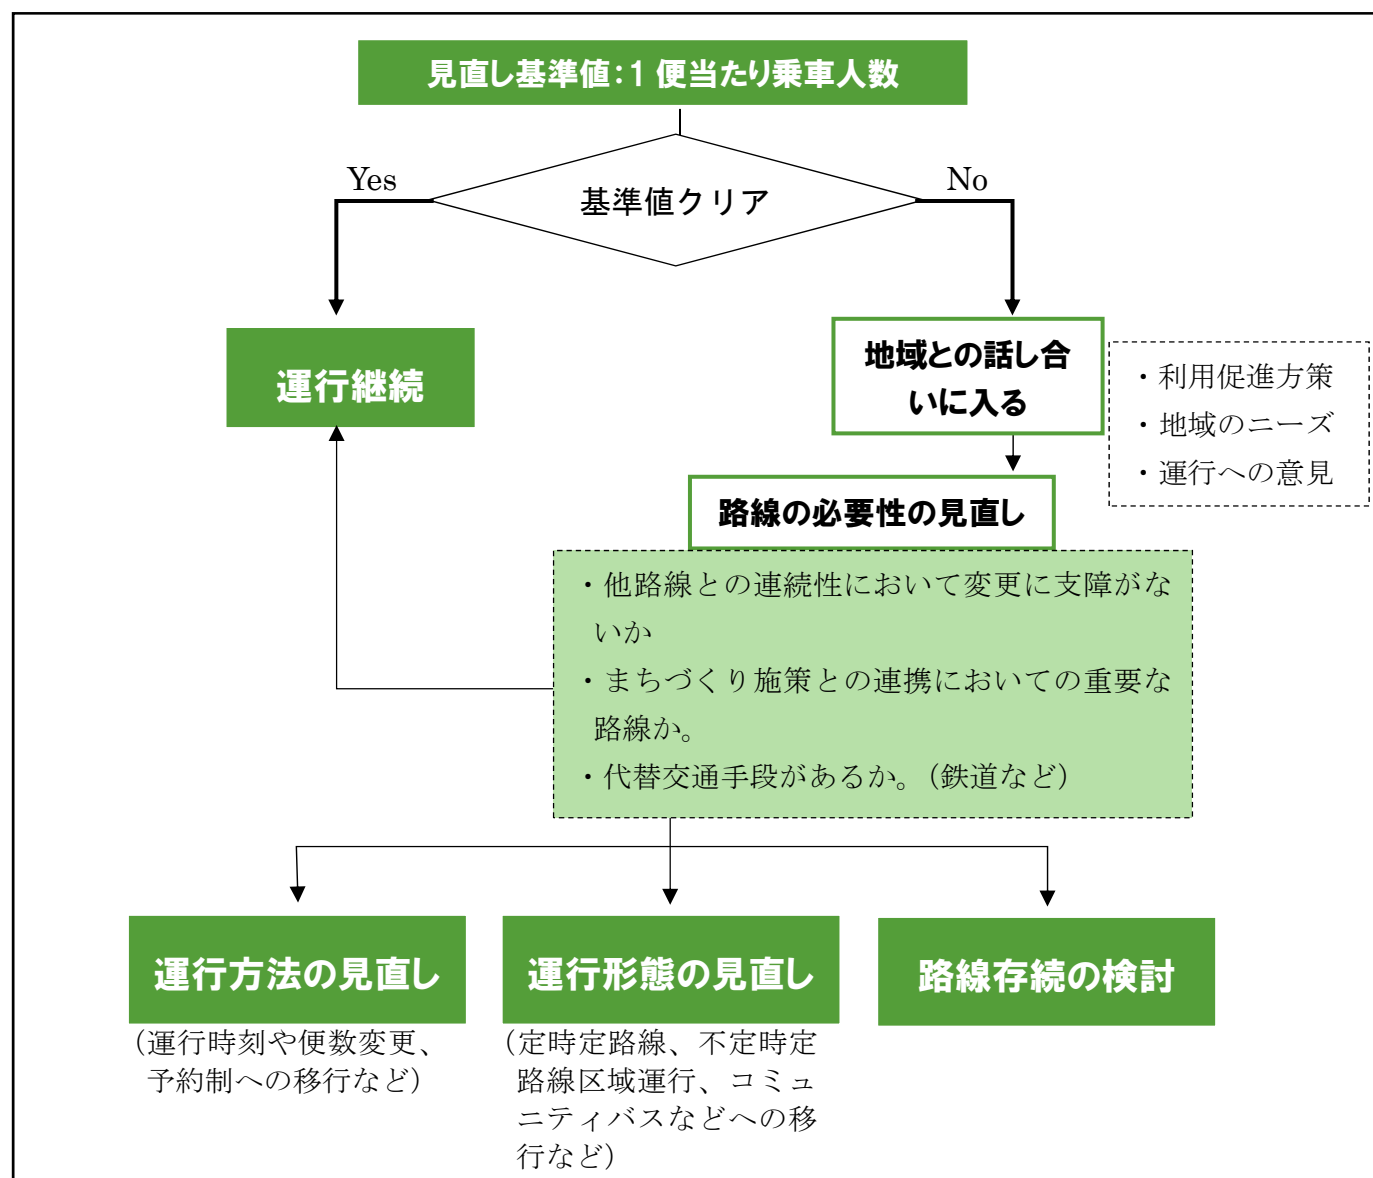 見直し基準値:1 便当たり乗車人数
Yes
No
基準値クリア
運行継続
地域との話し合
いに入る
・利用促進方策
・地域のニーズ
・運行への意見
路線の必要性の見直し
・他路線との連続性において変更に支障がな
いか
・まちづくり施策との連携においての重要な
路線か。
・代替交通手段があるか。（鉄道など）
運行方法の見直し
（運行時刻や便数変更、
予約制への移行など）
運行形態の見直し
（定時定路線、不定時定
路線区域運行、コミュ
ニティバスなどへの移
行など）
路線存続の検討